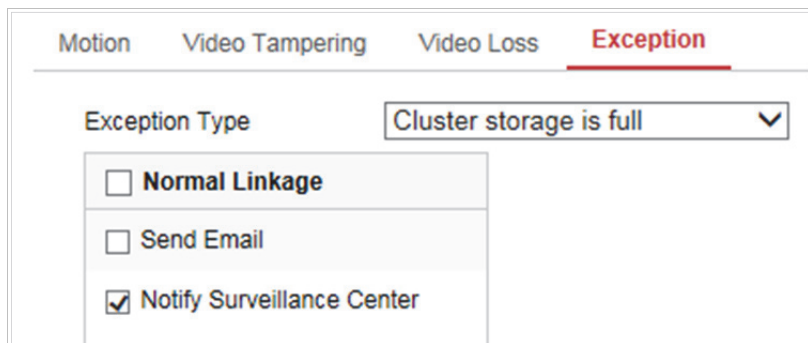 Motion Video Tampering Video Loss Exception
Exception Type Cluster storage is full
Normal Linkage
Send Email
Notify Surveillance Center